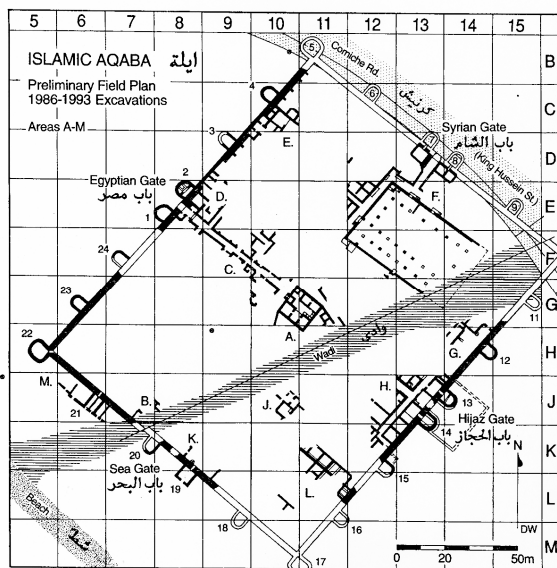 5 6 7 8 9 10 11 12 13 14 15
ISLAMIC AQABA ايلة
Preliminary Field Plan
1986-1993 Excavations
Areas A-M
B
C
D
E
F
G
H
J
K
L
M
Corniche Rd.
كرنيش
Syrian Gate
باب الشام
(King Hussein St.)
Egyptian Gate
باب مصر
Hijaz Gate
باب الحجاز
Sea Gate
باب البحر
Wadi
وادي
Beach
شط
A.
B.
C.
D.
E.
F.
G.
H.
J.
K.
L.
M.
1
2
3
4
5
6
7
8
9
11
12
13
14
15
16
17
18
19
20
21
22
23
24
N
DW
0 20 50m